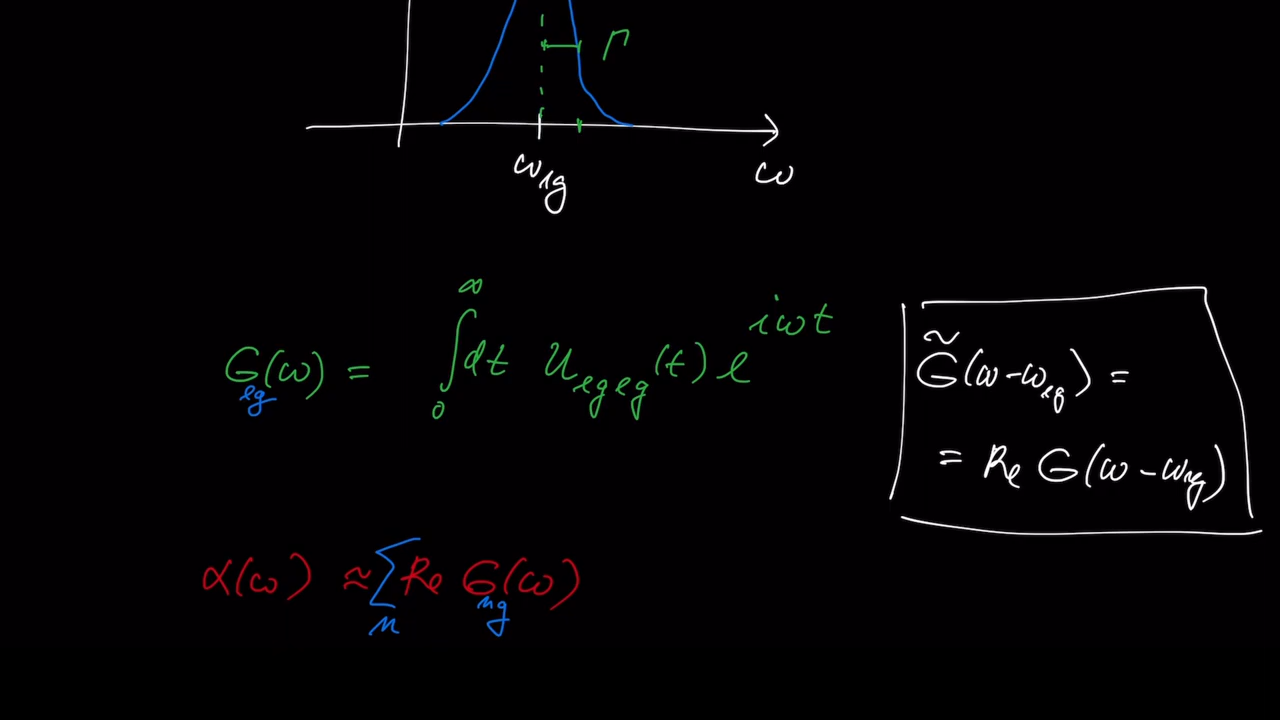 Γ
ω_eg ω
G_eg(ω) = ∫_0^∞ dt U_egeg(t) e^{iωt}
G̃(ω-ω_eg) =
= Re G(ω-ω_eg)
α(ω) ≈ Σ_n Re G_ng(ω)